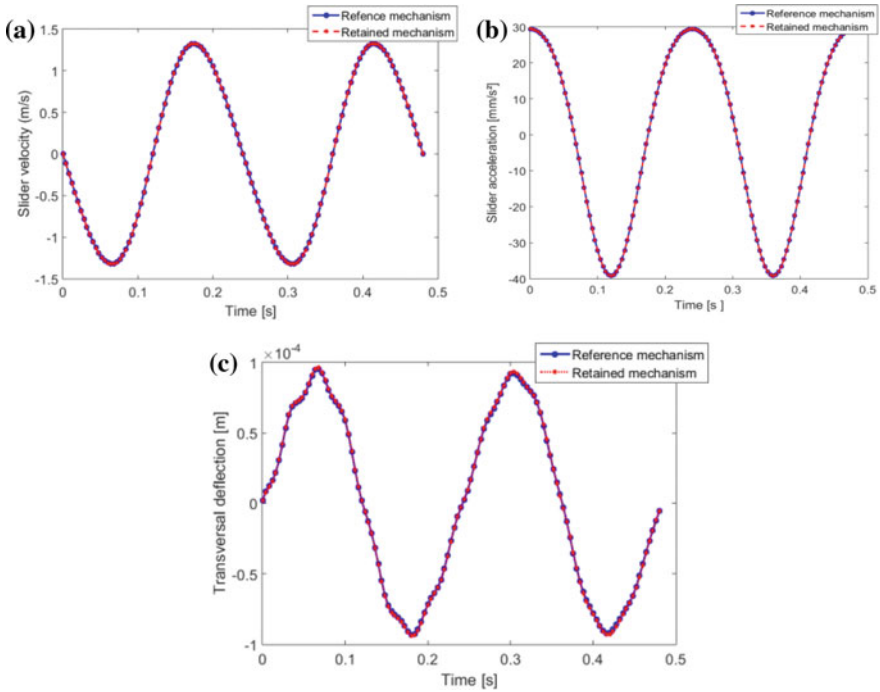 (a)
Refence mechanism
Retained mechanism
Slider velocity (m/s)
1.5
1
0.5
0
-0.5
-1
-1.5
0 0.1 0.2 0.3 0.4 0.5
Time [s]
(b)
Reference mechanism
Retained mechanism
Slider acceleration [mm/s²]
30
20
10
0
-10
-20
-30
-40
0 0.1 0.2 0.3 0.4 0.5
Time [s ]
(c)
×10⁻⁴
Reference mechanism
Retained mechanism
Transversal deflection [m]
1
0.5
0
-0.5
-1
0 0.1 0.2 0.3 0.4 0.5
Time [s]